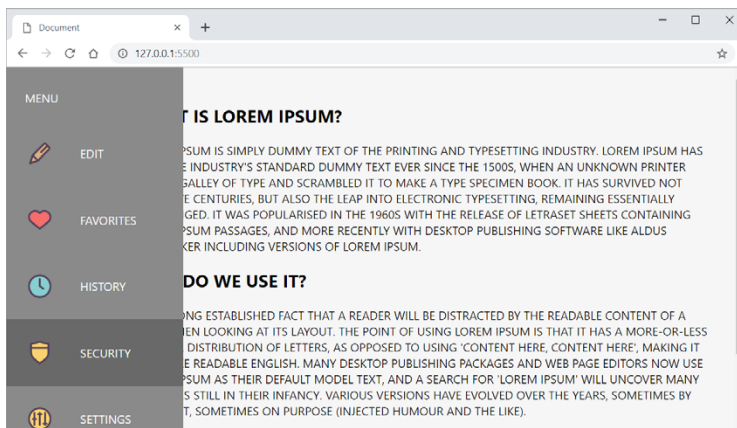 Document
127.0.0.1:5500
MENU
EDIT
FAVORITES
HISTORY
SECURITY
SETTINGS
IS LOREM IPSUM?
IS SIMPLY DUMMY TEXT OF THE PRINTING AND TYPESETTING INDUSTRY. LOREM IPSUM HAS
INDUSTRY'S STANDARD DUMMY TEXT EVER SINCE THE 1500S, WHEN AN UNKNOWN PRINTER
GALLEY OF TYPE AND SCRAMBLED IT TO MAKE A TYPE SPECIMEN BOOK. IT HAS SURVIVED NOT
CENTURIES, BUT ALSO THE LEAP INTO ELECTRONIC TYPESETTING, REMAINING ESSENTIALLY
GED. IT WAS POPULARISED IN THE 1960S WITH THE RELEASE OF LETRASET SHEETS CONTAINING
PSUM PASSAGES, AND MORE RECENTLY WITH DESKTOP PUBLISHING SOFTWARE LIKE ALDUS
KER INCLUDING VERSIONS OF LOREM IPSUM.
DO WE USE IT?
ONG ESTABLISHED FACT THAT A READER WILL BE DISTRACTED BY THE READABLE CONTENT OF A
EN LOOKING AT ITS LAYOUT. THE POINT OF USING LOREM IPSUM IS THAT IT HAS A MORE-OR-LESS
DISTRIBUTION OF LETTERS, AS OPPOSED TO USING 'CONTENT HERE, CONTENT HERE', MAKING IT
E READABLE ENGLISH. MANY DESKTOP PUBLISHING PACKAGES AND WEB PAGE EDITORS NOW USE
PSUM AS THEIR DEFAULT MODEL TEXT, AND A SEARCH FOR 'LOREM IPSUM' WILL UNCOVER MANY
S STILL IN THEIR INFANCY. VARIOUS VERSIONS HAVE EVOLVED OVER THE YEARS, SOMETIMES BY
T, SOMETIMES ON PURPOSE (INJECTED HUMOUR AND THE LIKE).